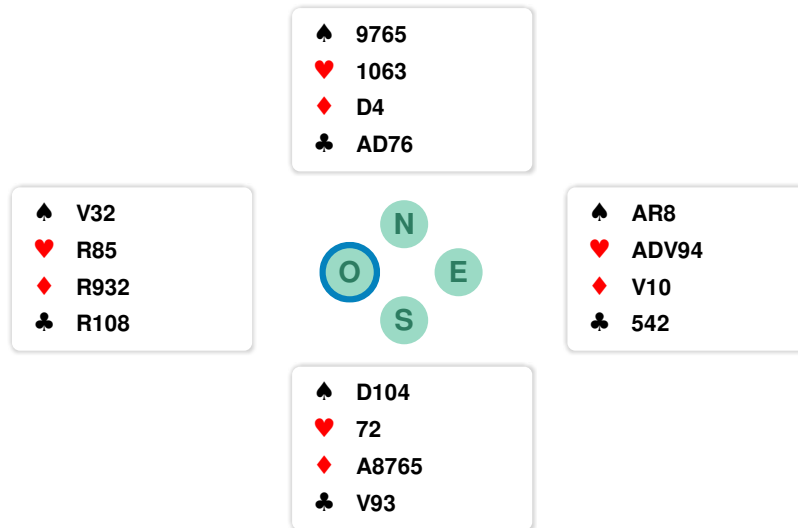 ♠ 9765
♥ 1063
♦ D4
♣ AD76
♠ V32
♥ R85
♦ R932
♣ R108
N
O E
S
♠ AR8
♥ ADV94
♦ V10
♣ 542
♠ D104
♥ 72
♦ A8765
♣ V93